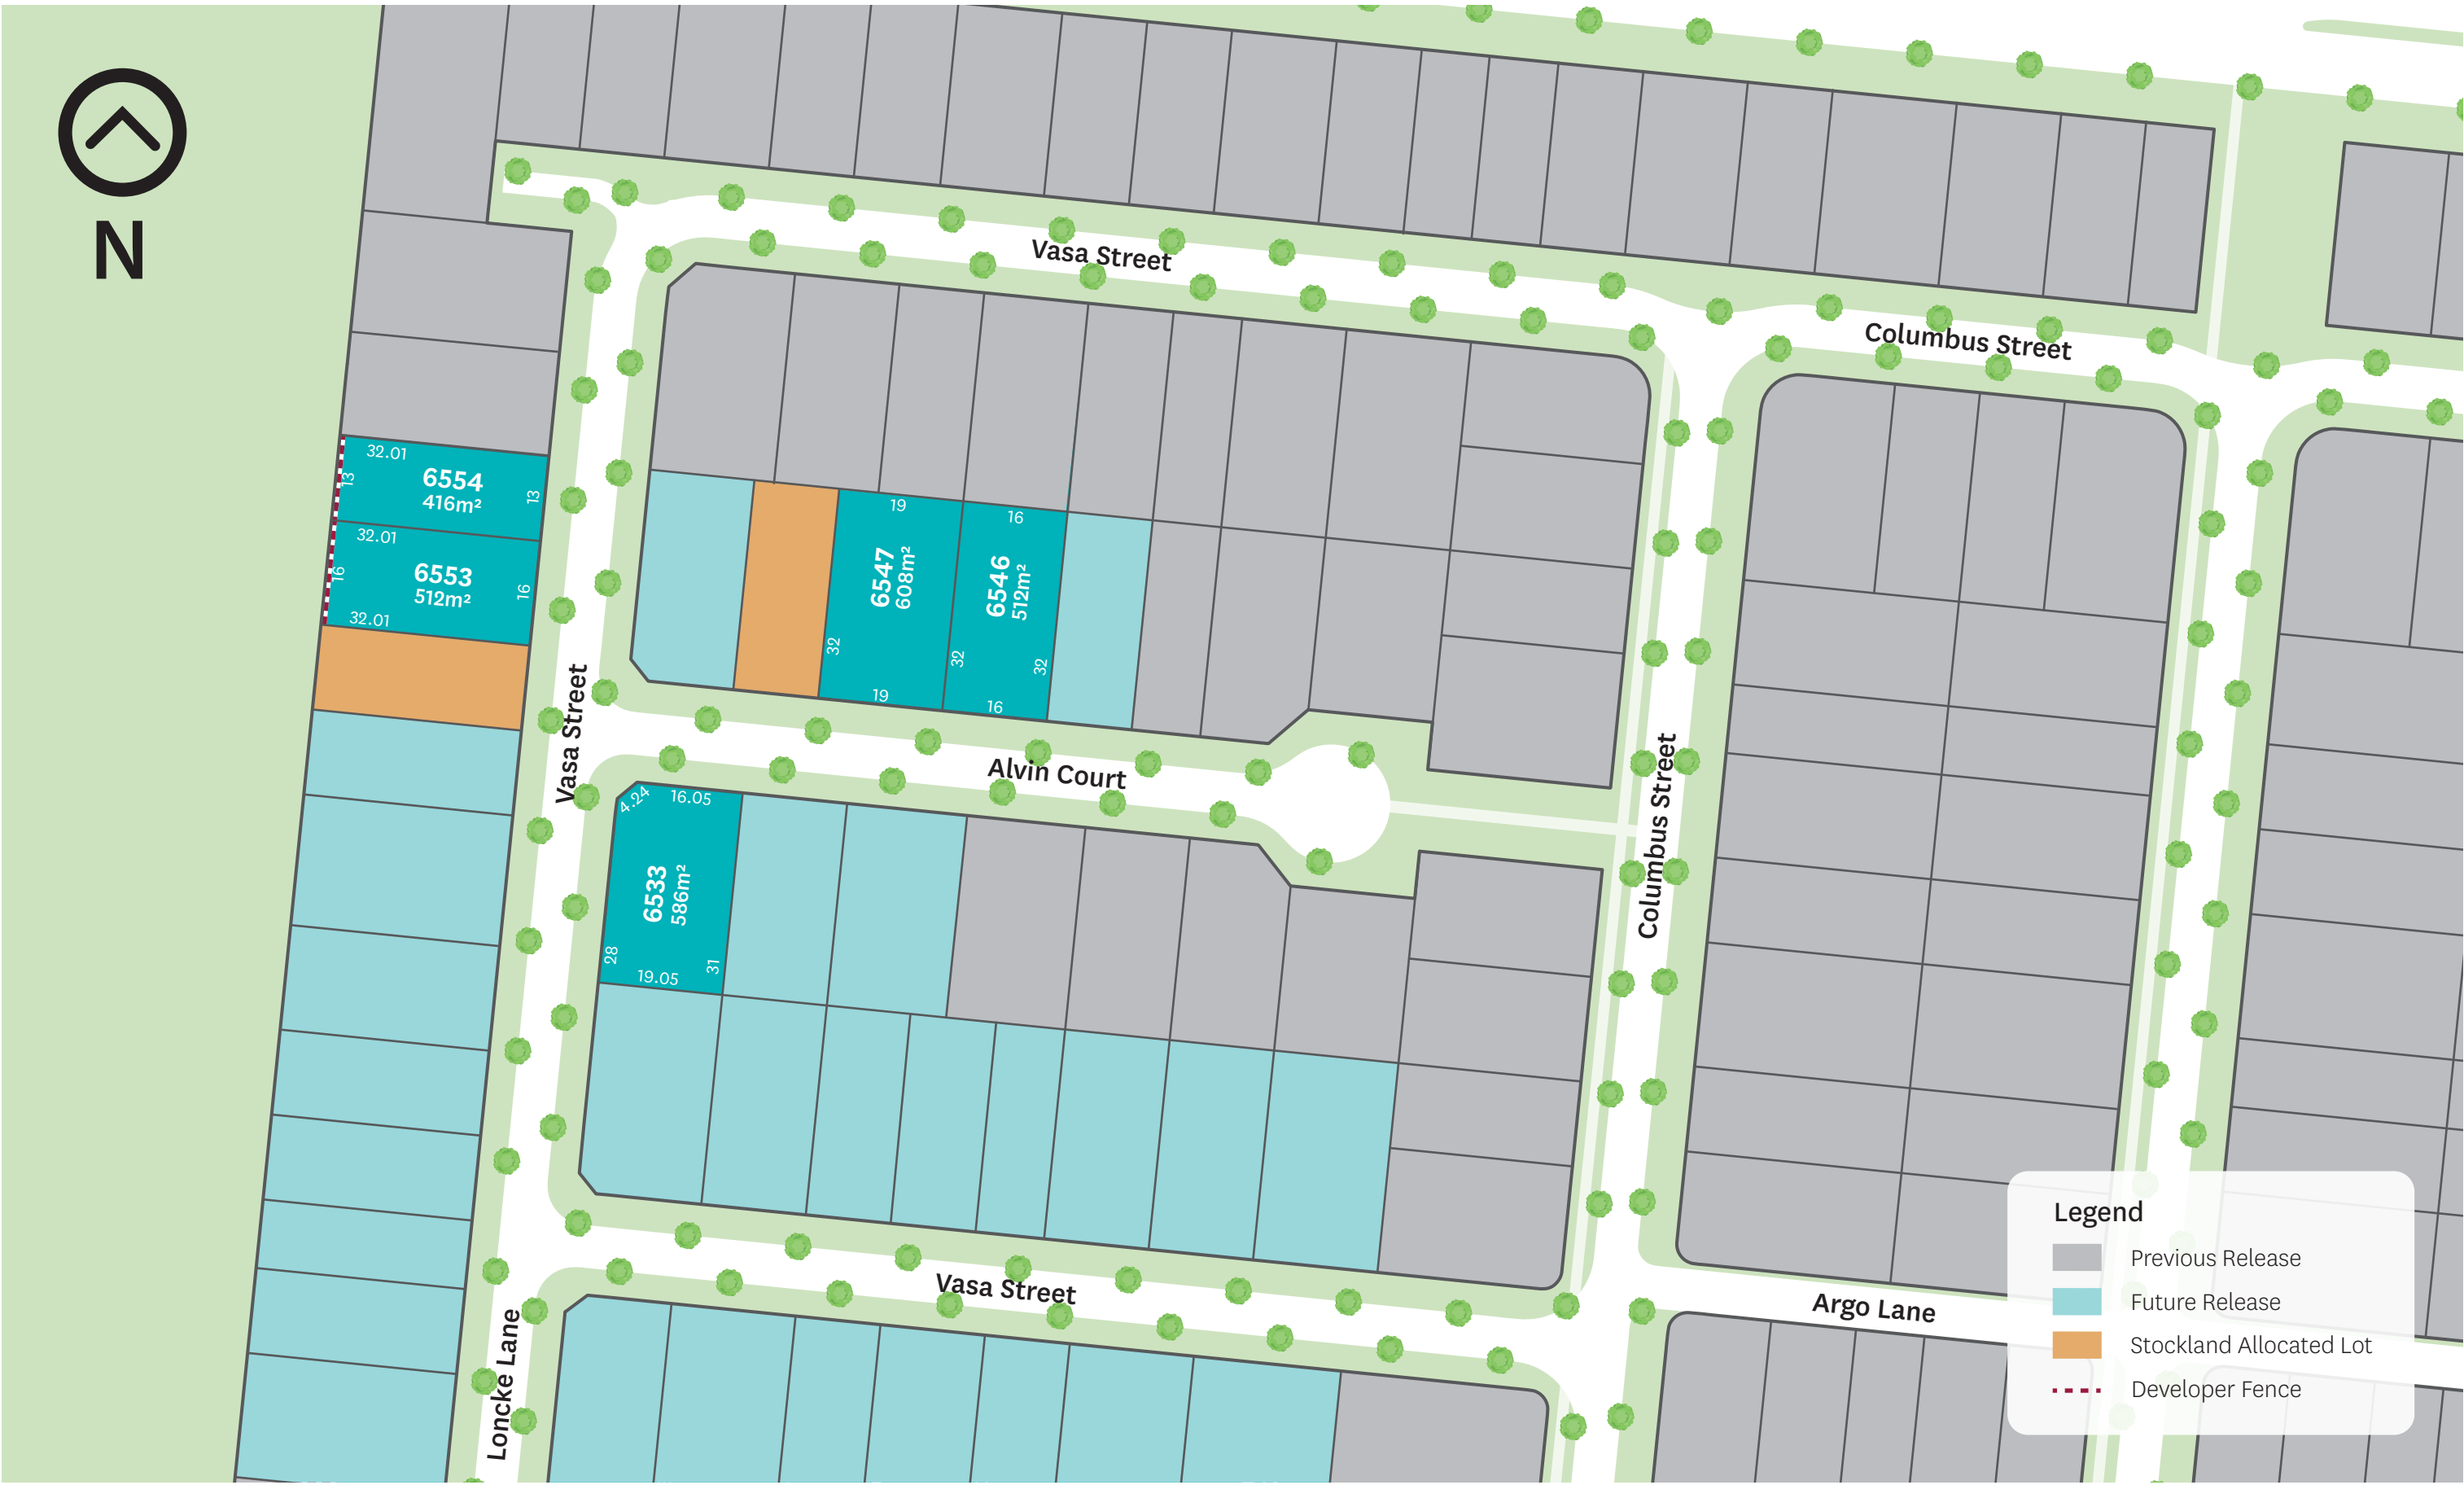 N
Vasa Street
Columbus Street
32.01
6554
416m²
13
13
32.01
6553
512m²
16
16
32.01
19
6547
608m²
32
19
16
6546
512m²
32
32
16
Vasa Street
Alvin Court
Columbus Street
4.24
16.05
6533
586m²
28
31
19.05
Vasa Street
Argo Lane
Loncke Lane
Legend
Previous Release
Future Release
Stockland Allocated Lot
Developer Fence